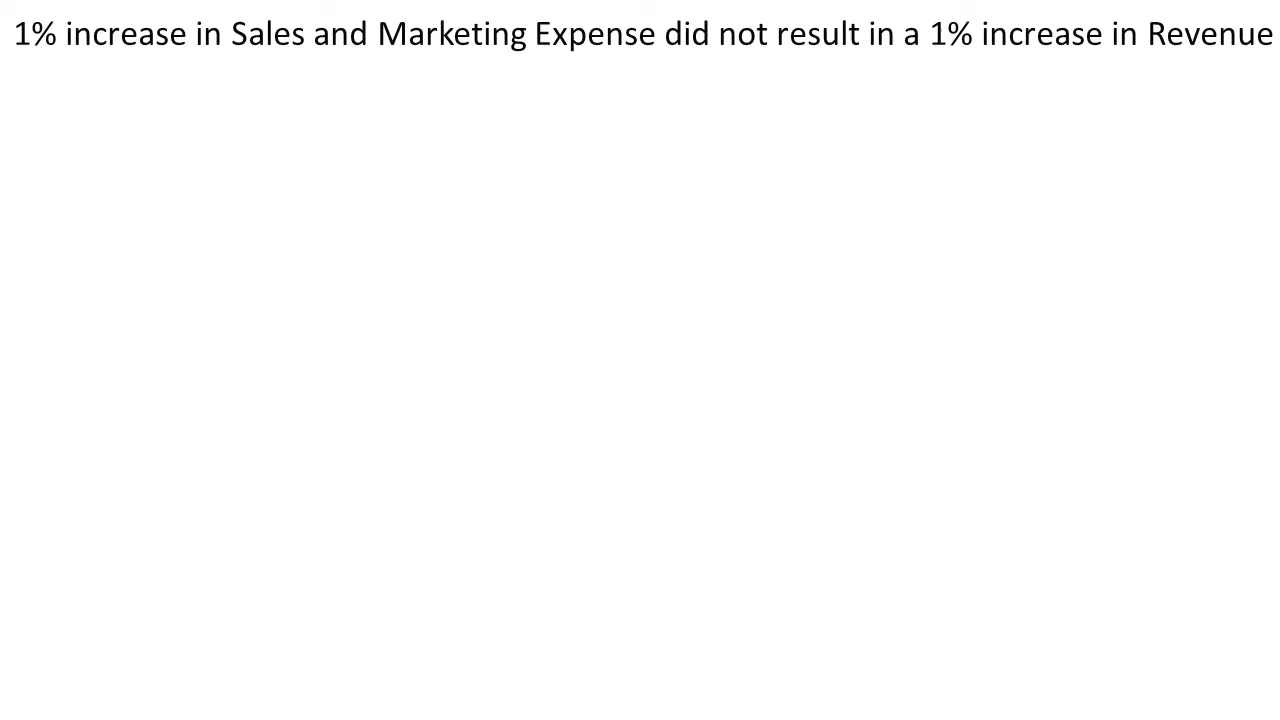 1% increase in Sales and Marketing Expense did not result in a 1% increase in Revenue